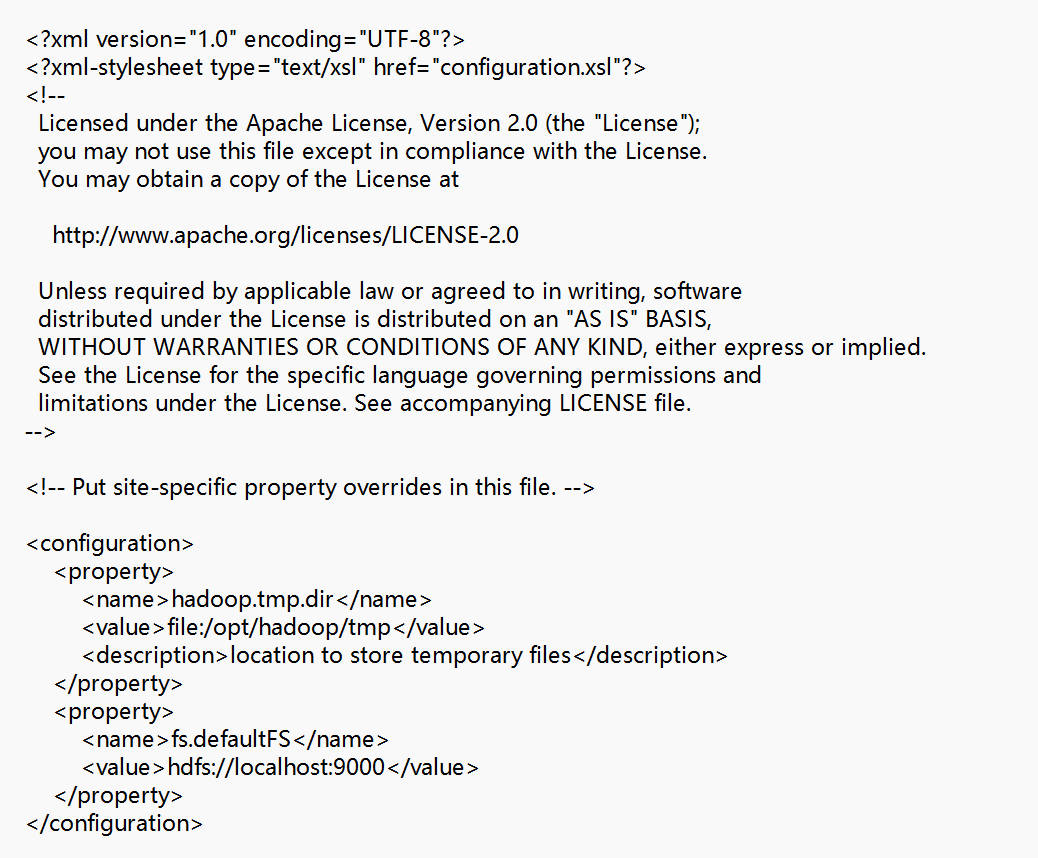 <?xml version="1.0" encoding="UTF-8"?>
<?xml-stylesheet type="text/xsl" href="configuration.xsl"?>
<!--
  Licensed under the Apache License, Version 2.0 (the "License");
  you may not use this file except in compliance with the License.
  You may obtain a copy of the License at

    http://www.apache.org/licenses/LICENSE-2.0

  Unless required by applicable law or agreed to in writing, software
  distributed under the License is distributed on an "AS IS" BASIS,
  WITHOUT WARRANTIES OR CONDITIONS OF ANY KIND, either express or implied.
  See the License for the specific language governing permissions and
  limitations under the License. See accompanying LICENSE file.
-->

<!-- Put site-specific property overrides in this file. -->

<configuration>
    <property>
        <name>hadoop.tmp.dir</name>
        <value>file:/opt/hadoop/tmp</value>
        <description>location to store temporary files</description>
    </property>
    <property>
        <name>fs.defaultFS</name>
        <value>hdfs://localhost:9000</value>
    </property>
</configuration>